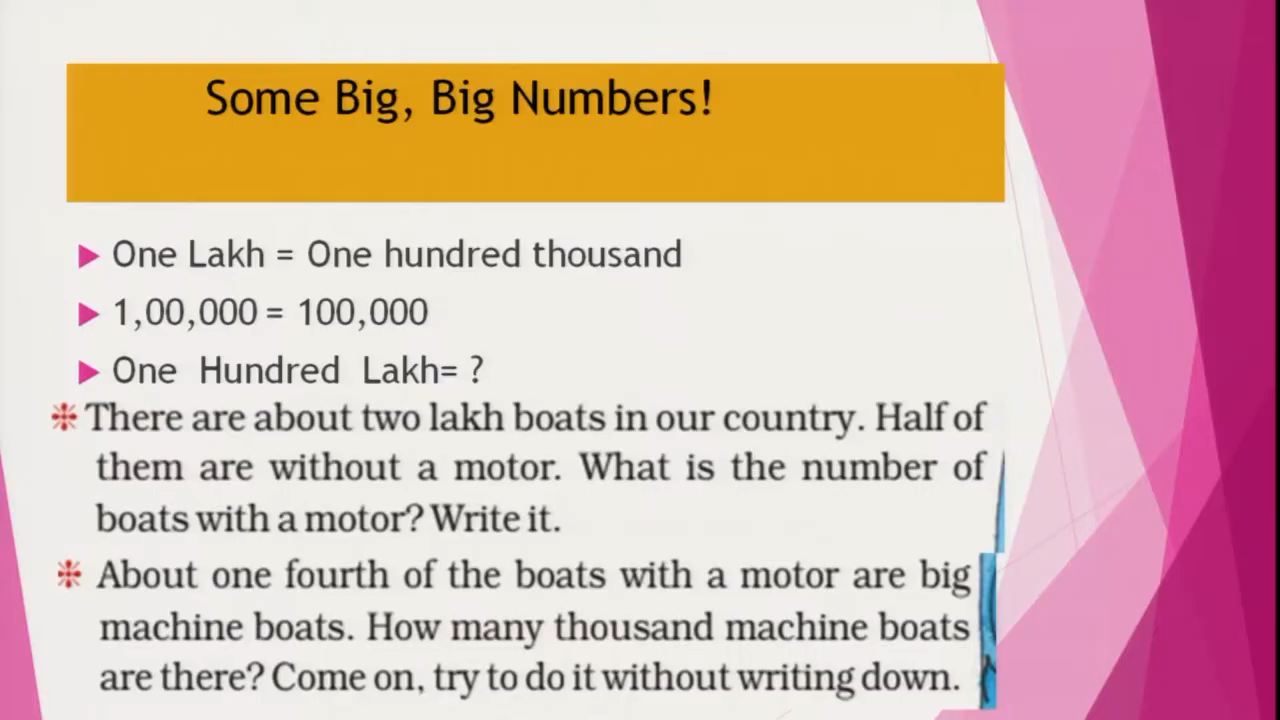 Some Big, Big Numbers!
One Lakh = One hundred thousand
1,00,000 = 100,000
One Hundred Lakh= ?
There are about two lakh boats in our country. Half of
them are without a motor. What is the number of
boats with a motor? Write it.
About one fourth of the boats with a motor are big
machine boats. How many thousand machine boats
are there? Come on, try to do it without writing down.